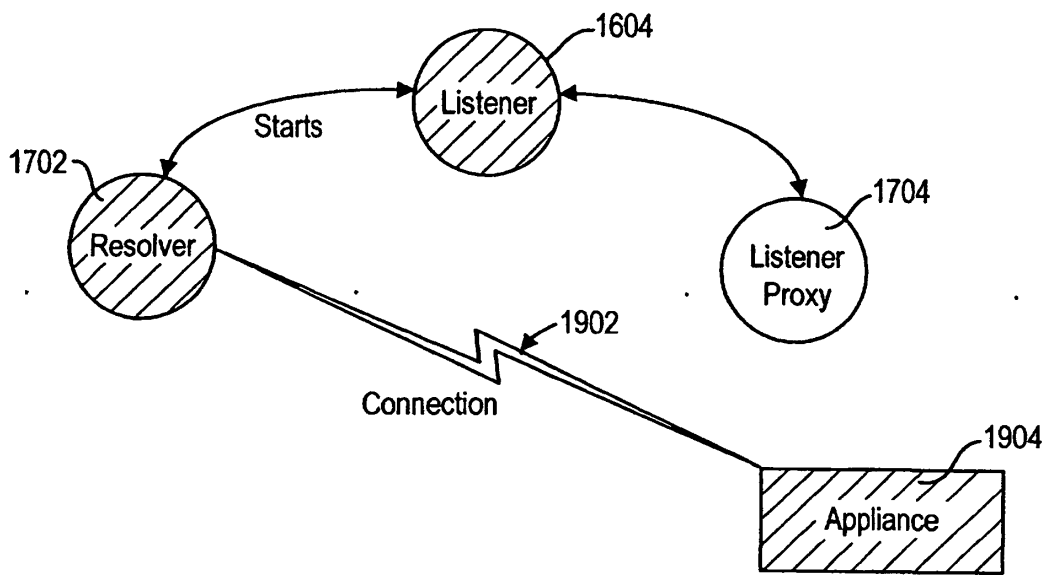 1604
Listener
Starts
1702
1704
Resolver
Listener
Proxy
1902
Connection
1904
Appliance